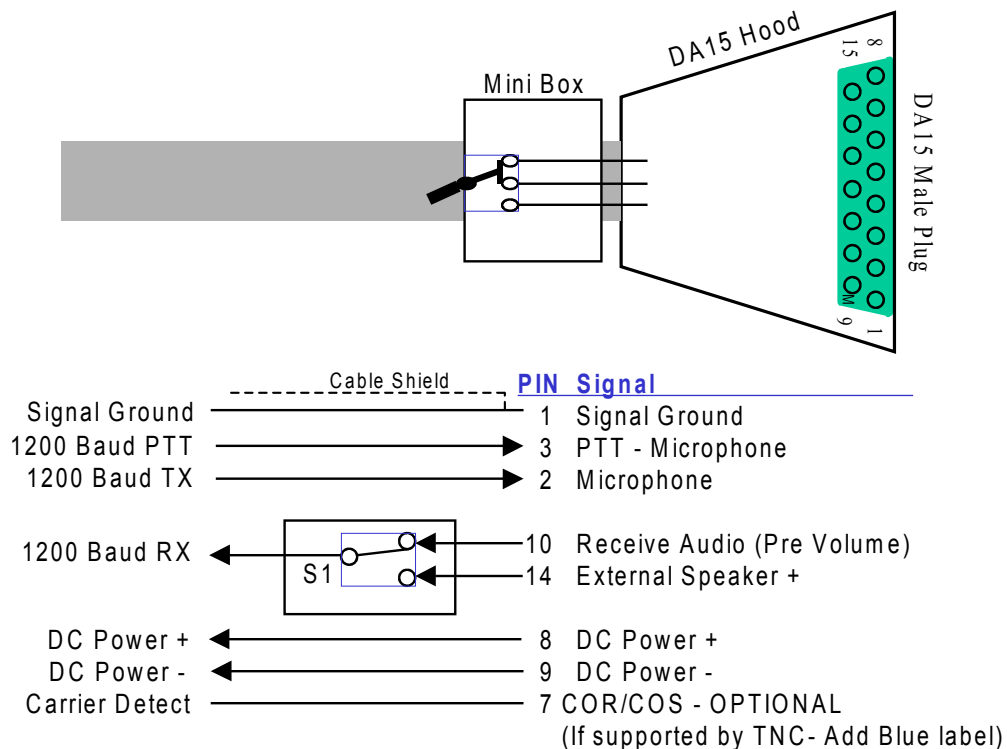 DA15 Hood
Mini Box
8
15
DA15 Male Plug
M
9
1
Cable Shield
PIN Signal
Signal Ground 1 Signal Ground
1200 Baud PTT 3 PTT - Microphone
1200 Baud TX 2 Microphone
1200 Baud RX S1 10 Receive Audio (Pre Volume)
14 External Speaker +
DC Power + 8 DC Power +
DC Power - 9 DC Power -
Carrier Detect 7 COR/COS - OPTIONAL
(If supported by TNC- Add Blue label)